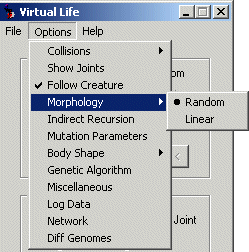 Virtual Life
File Options Help
Collisions
Show Joints
Follow Creature
Morphology
Random
Indirect Recursion
Linear
Mutation Parameters
Body Shape
Genetic Algorithm
Miscellaneous
Log Data
Network
Joint
Diff Genomes